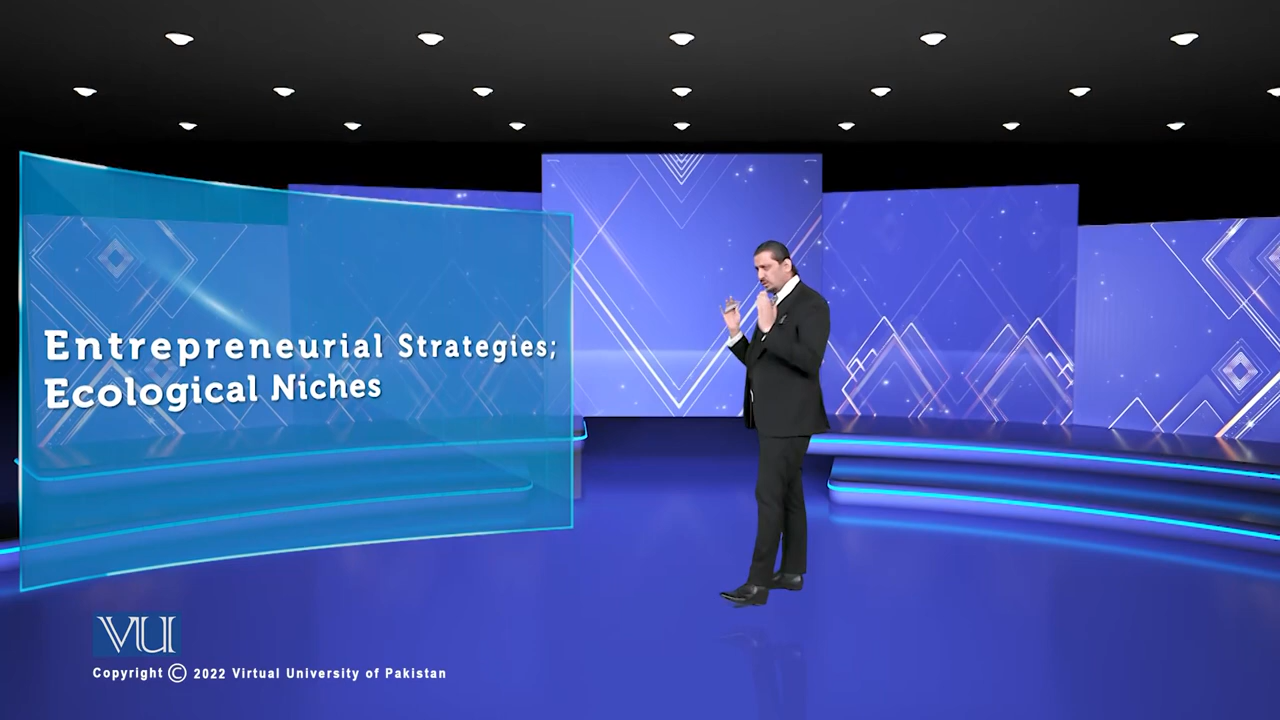 Entrepreneurial Strategies;
Ecological Niches
VU
Copyright © 2022 Virtual University of Pakistan